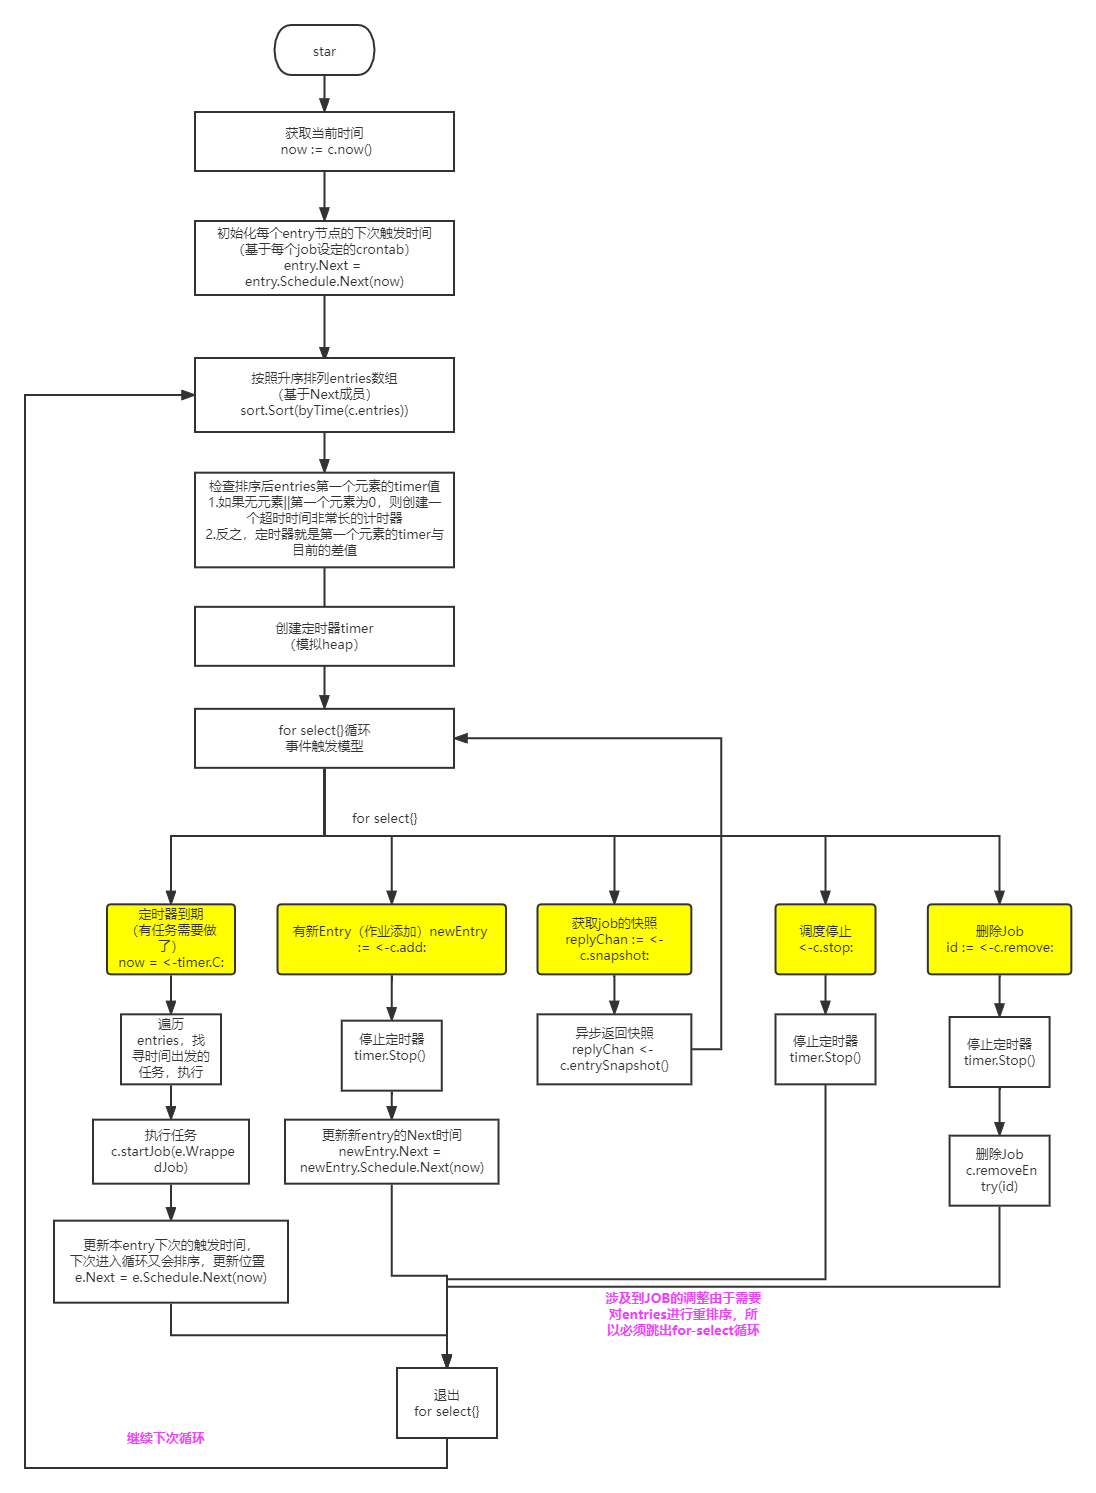 star
获取当前时间
now := c.now()
初始化每个entry节点的下次触发时间
（基于每个job设定的crontab）
entry.Next =
entry.Schedule.Next(now)
按照升序排列entries数组
（基于Next成员）
sort.Sort(byTime(c.entries))
检查排序后entries第一个元素的timer值
1.如果无元素||第一个元素为0，则创建一
个超时时间非常长的计时器
2.反之，定时器就是第一个元素的timer与
目前的差值
创建定时器timer
（模拟heap）
for select{}循环
事件触发模型
for select{}
定时器到期
（有任务需要做
了）
now = <-timer.C:
有新Entry（作业添加）newEntry
:= <-c.add:
获取job的快照
replyChan := <-
c.snapshot:
调度停止
<-c.stop:
删除Job
id := <-c.remove:
遍历
entries，找
寻时间出发的
任务，执行
停止定时器
timer.Stop()
异步返回快照
replyChan <-
c.entrySnapshot()
停止定时器
timer.Stop()
停止定时器
timer.Stop()
执行任务
c.startJob(e.Wrappe
dJob)
更新新entry的Next时间
newEntry.Next =
newEntry.Schedule.Next(now)
删除Job
c.removeEn
try(id)
更新本entry下次的触发时间，
下次进入循环又会排序，更新位置
e.Next = e.Schedule.Next(now)
涉及到JOB的调整由于需要
对entries进行重排序，所
以必须跳出for-select循环
退出
for select{}
继续下次循环